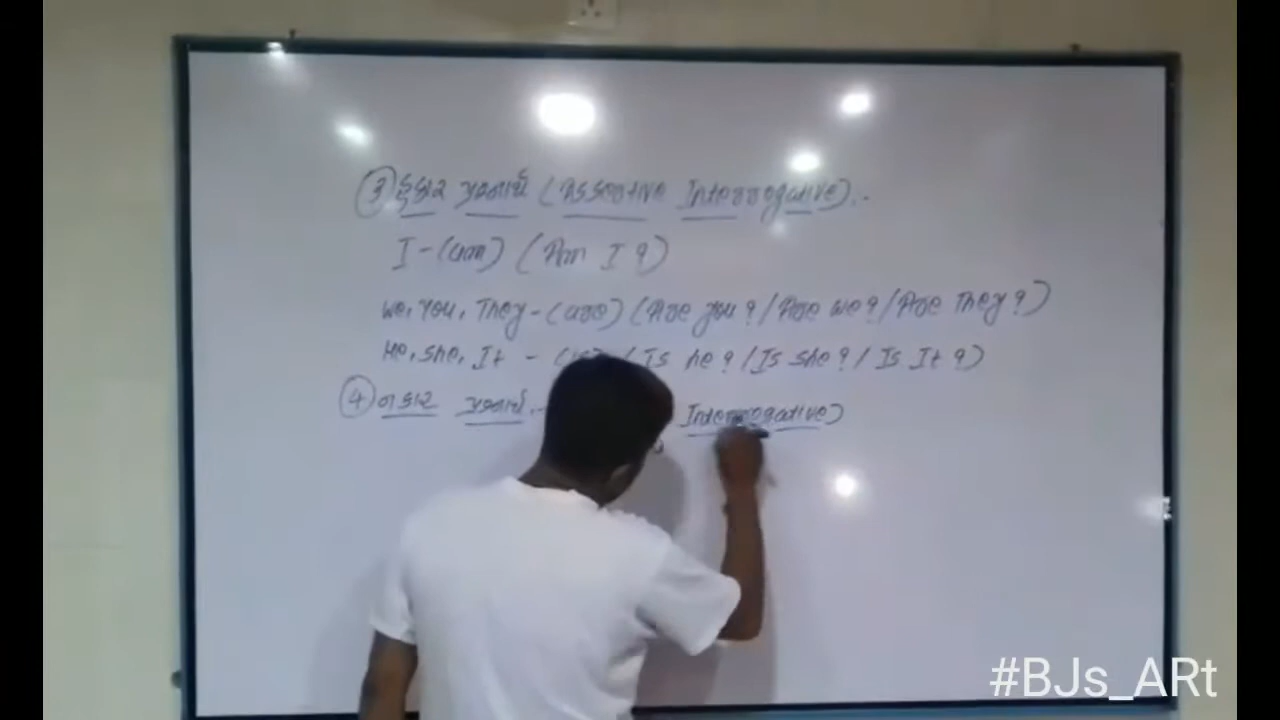 ③ હકાર પ્રશ્નાર્થ (Assertive Interrogative).
I - (am) (Am I ?)
We, You, They - (are) (Are you ? / Are we ? / Are They ?)
He, she, It - (is) (Is he ? / Is she ? / Is It ?)
④ નકાર પ્રશ્નાર્થ. Interrogative)
#BJs_ARt